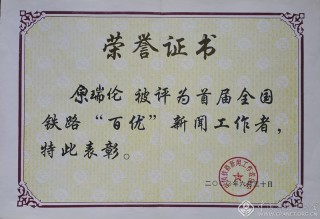 荣誉证书
原瑞伦 被评为首届全国
铁路“百优”新闻工作者，
特此表彰。